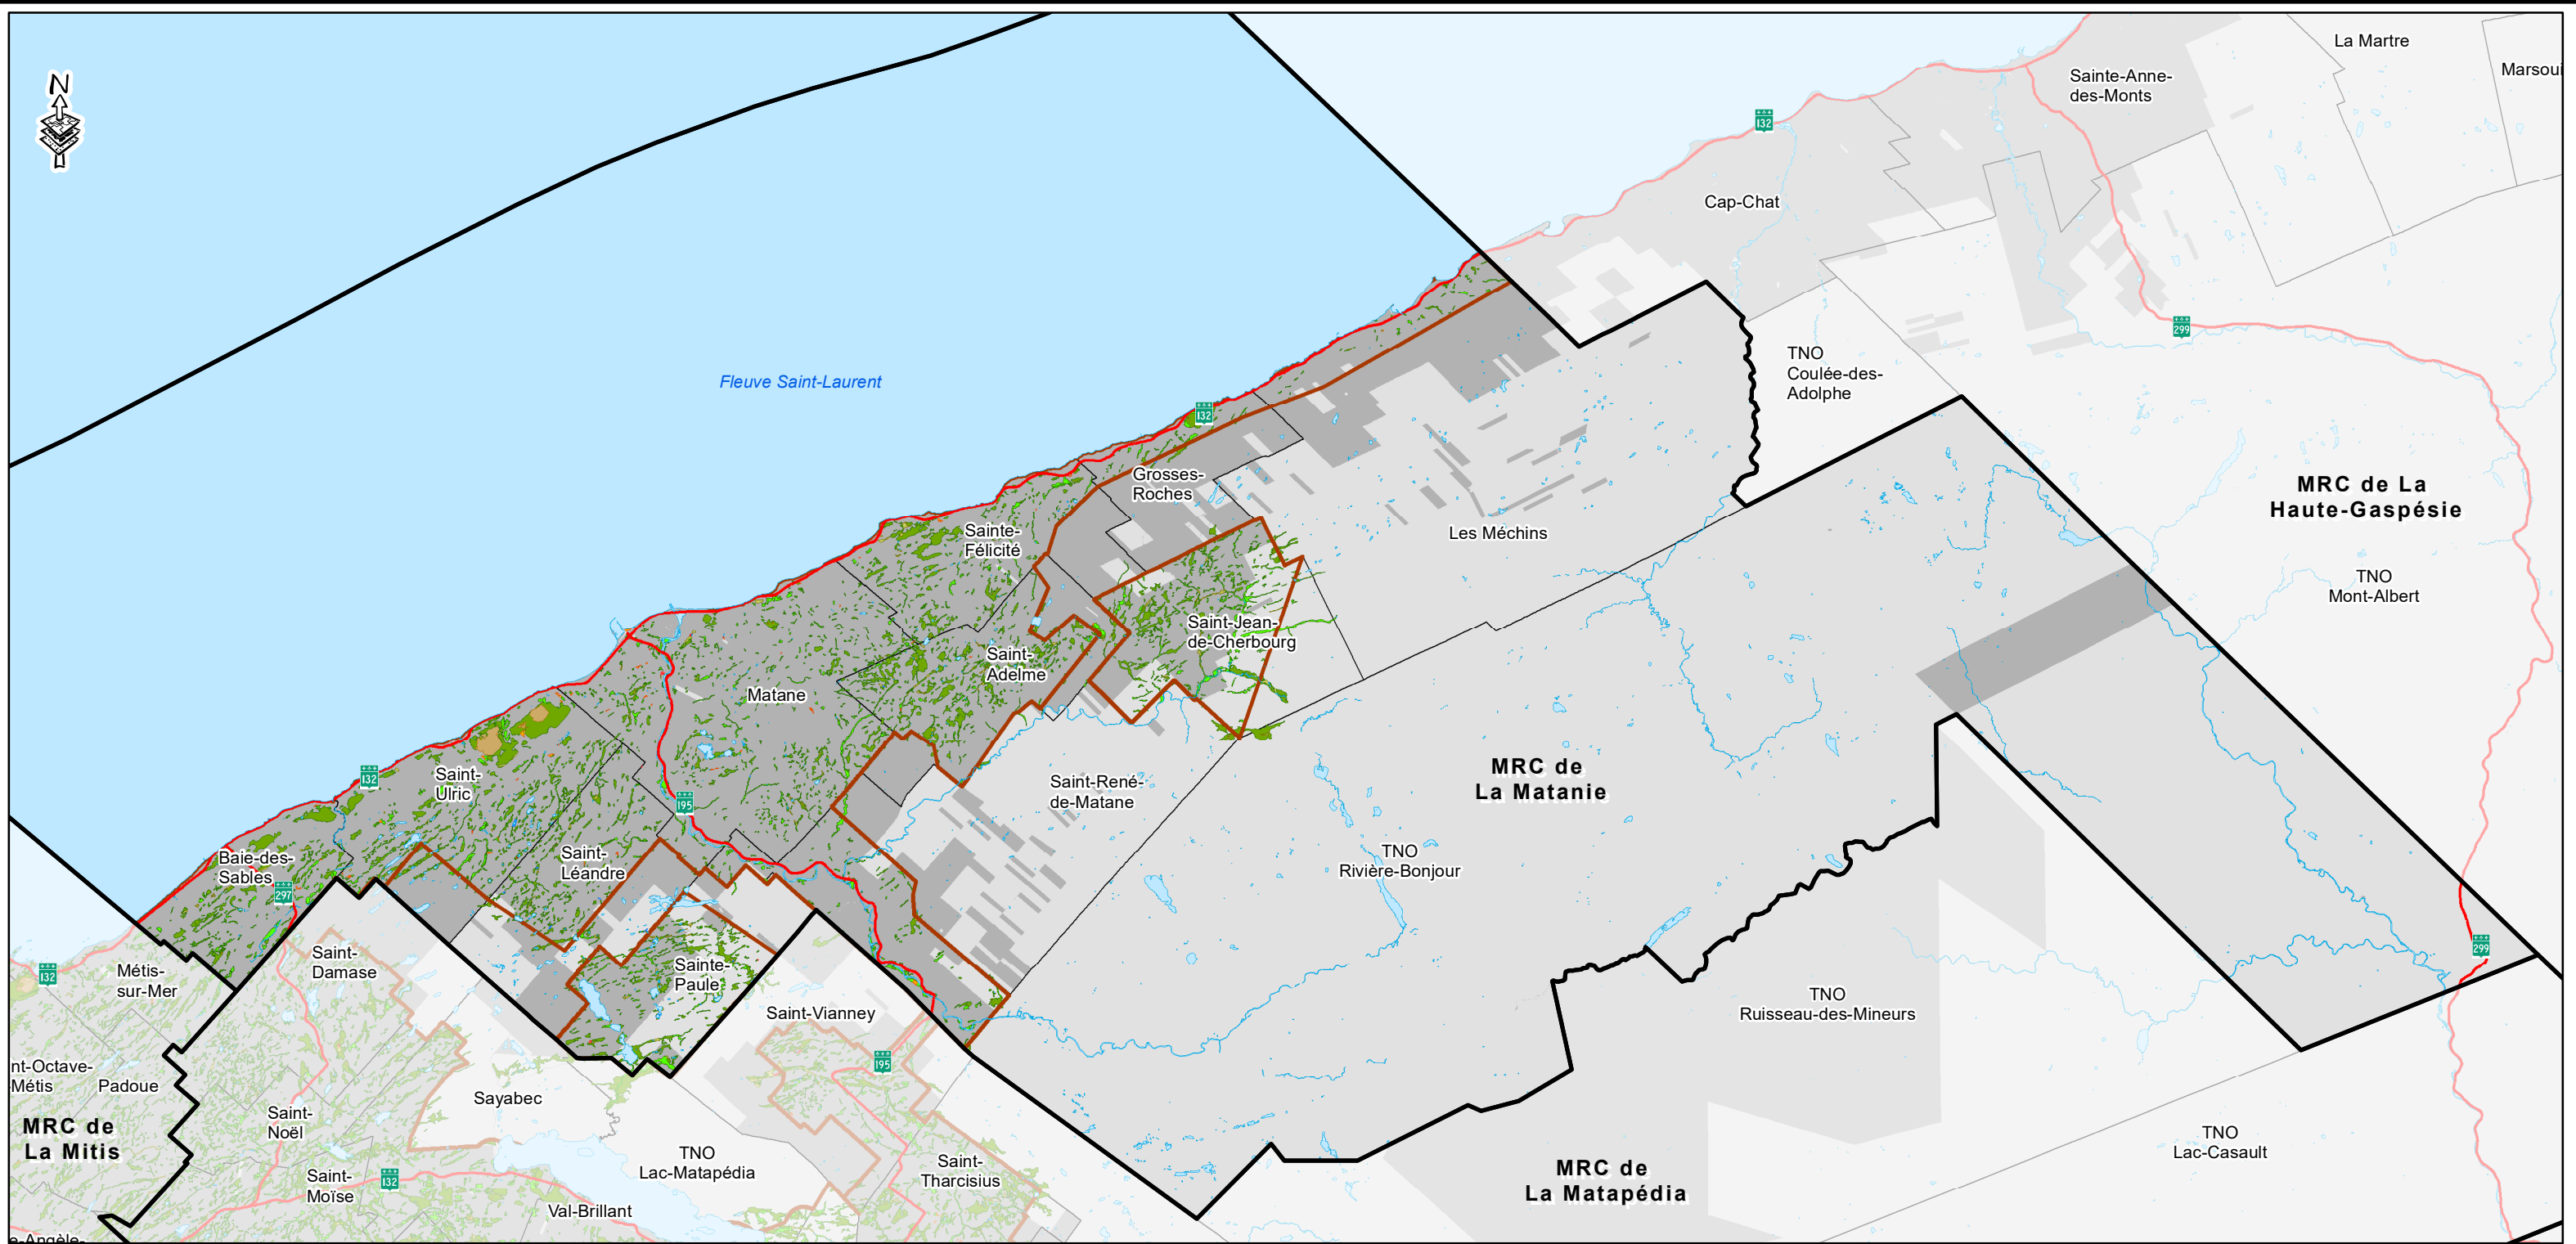 N
La Martre
Marsoui
Sainte-Anne-
des-Monts
132
Cap-Chat
299
TNO
Coulée-des-
Adolphe
Fleuve Saint-Laurent
132
Grosses-
Roches
MRC de La
Haute-Gaspésie
Les Méchins
Sainte-
Félicité
TNO
Mont-Albert
Saint-Jean-
de-Cherbourg
Saint-
Adelme
Matane
MRC de
La Matanie
Saint-
Ulric
132
Saint-René-
de-Matane
195
TNO
Rivière-Bonjour
Saint-
Léandre
Baie-des-
Sables
297
299
Saint-
Damase
Sainte-
Paule
132
Métis-
sur-Mer
TNO
Ruisseau-des-Mineurs
Saint-Vianney
195
nt-Octave-
Métis
Padoue
Sayabec
Saint-
Noël
MRC de
La Mitis
TNO
Lac-Casault
TNO
Lac-Matapédia
Saint-
Tharcisius
MRC de
La Matapédia
Saint-
Moïse
132
Val-Brillant
e-Angèle-